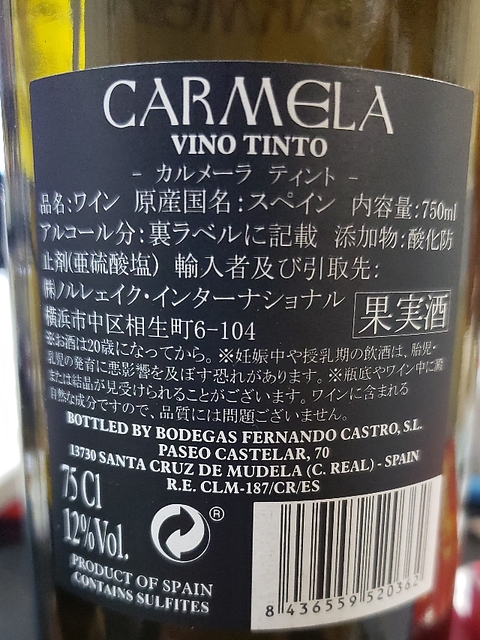 CARMELA
VINO TINTO
- カルメーラ ティント -
品名:ワイン 原産国名:スペイン 内容量:750ml
アルコール分:裏ラベルに記載 添加物:酸化防
止剤(亜硫酸塩) 輸入者及び引取先:
㈱ノルレェイク・インターナショナル
横浜市中区相生町6-104
果実酒
※お酒は20歳になってから。※妊娠中や授乳期の飲酒は、胎児・
乳児の発育に悪影響を及ぼす恐れがあります。※瓶底やワイン中に澱
または結晶が見受けられることがございます。ワインに含まれる
自然な成分ですので、品質には問題ございません。
BOTTLED BY BODEGAS FERNANDO CASTRO, S.L.
PASEO CASTELAR, 70
13730 SANTA CRUZ DE MUDELA (C. REAL) - SPAIN
R.E. CLM-187/CR/ES
75 Cl
12%Vol.
®
PRODUCT OF SPAIN
CONTAINS SULFITES
8 436559 520362